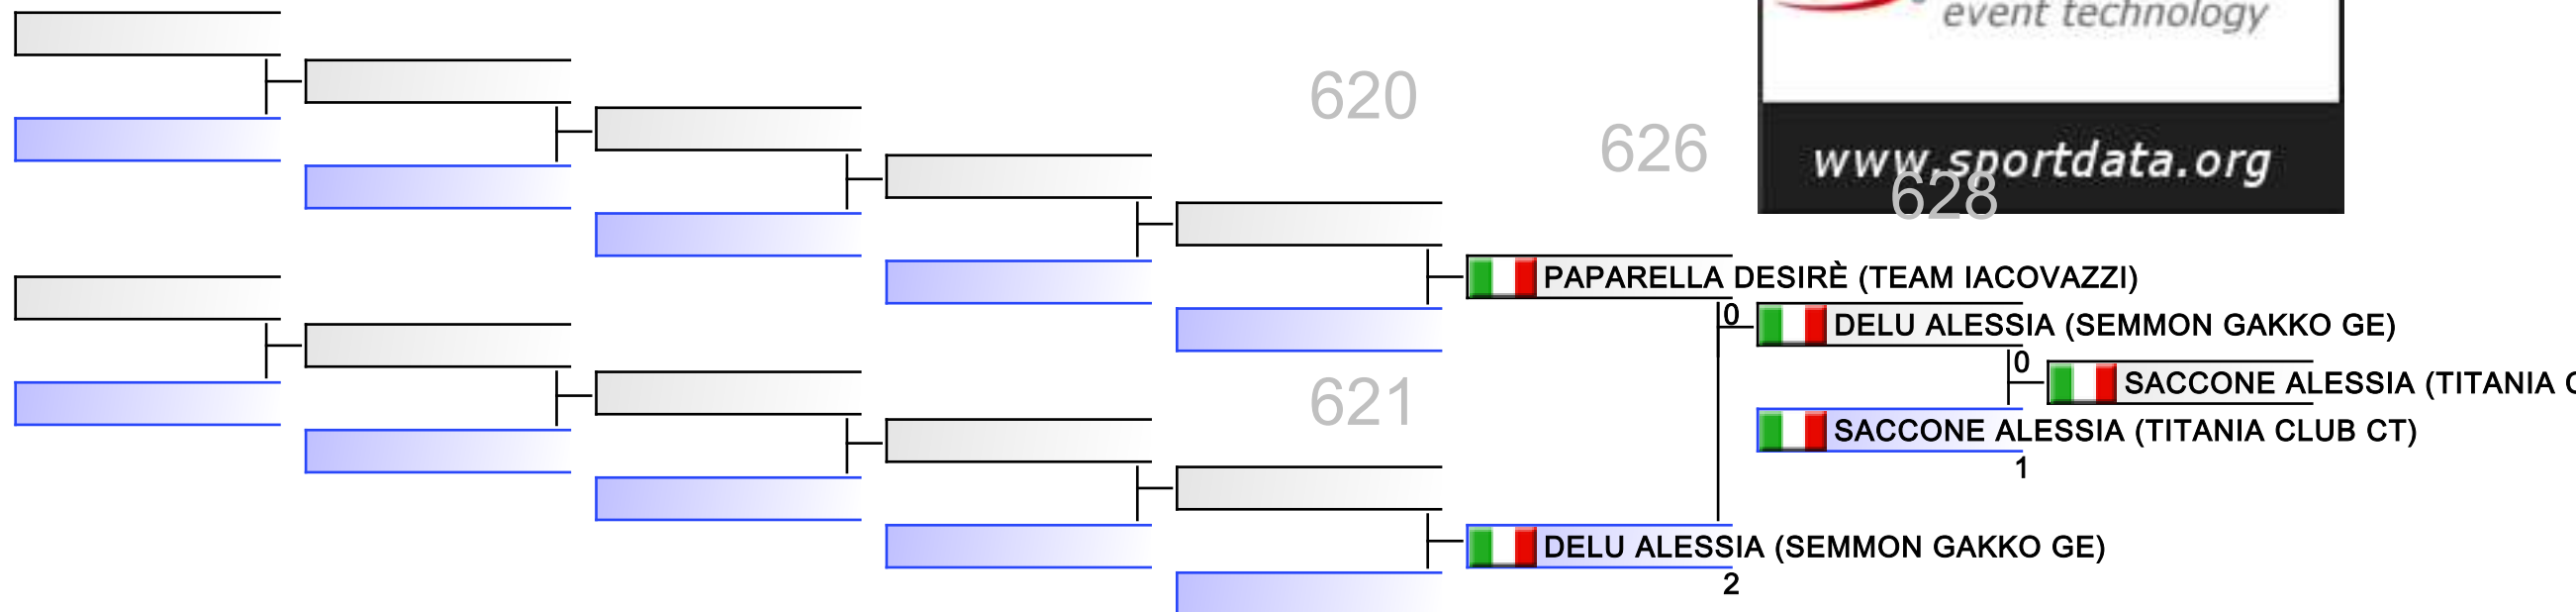 event technology
620
626
www.sportdata.org
628
PAPARELLA DESIRÈ (TEAM IACOVAZZI)
0
DELU ALESSIA (SEMMON GAKKO GE)
0
SACCONE ALESSIA (TITANIA
621
SACCONE ALESSIA (TITANIA CLUB CT)
1
DELU ALESSIA (SEMMON GAKKO GE)
2